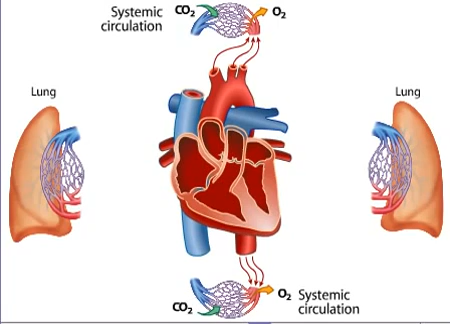 Systemic
circulation
CO2
O2
Lung
Lung
CO2
O2
Systemic
circulation